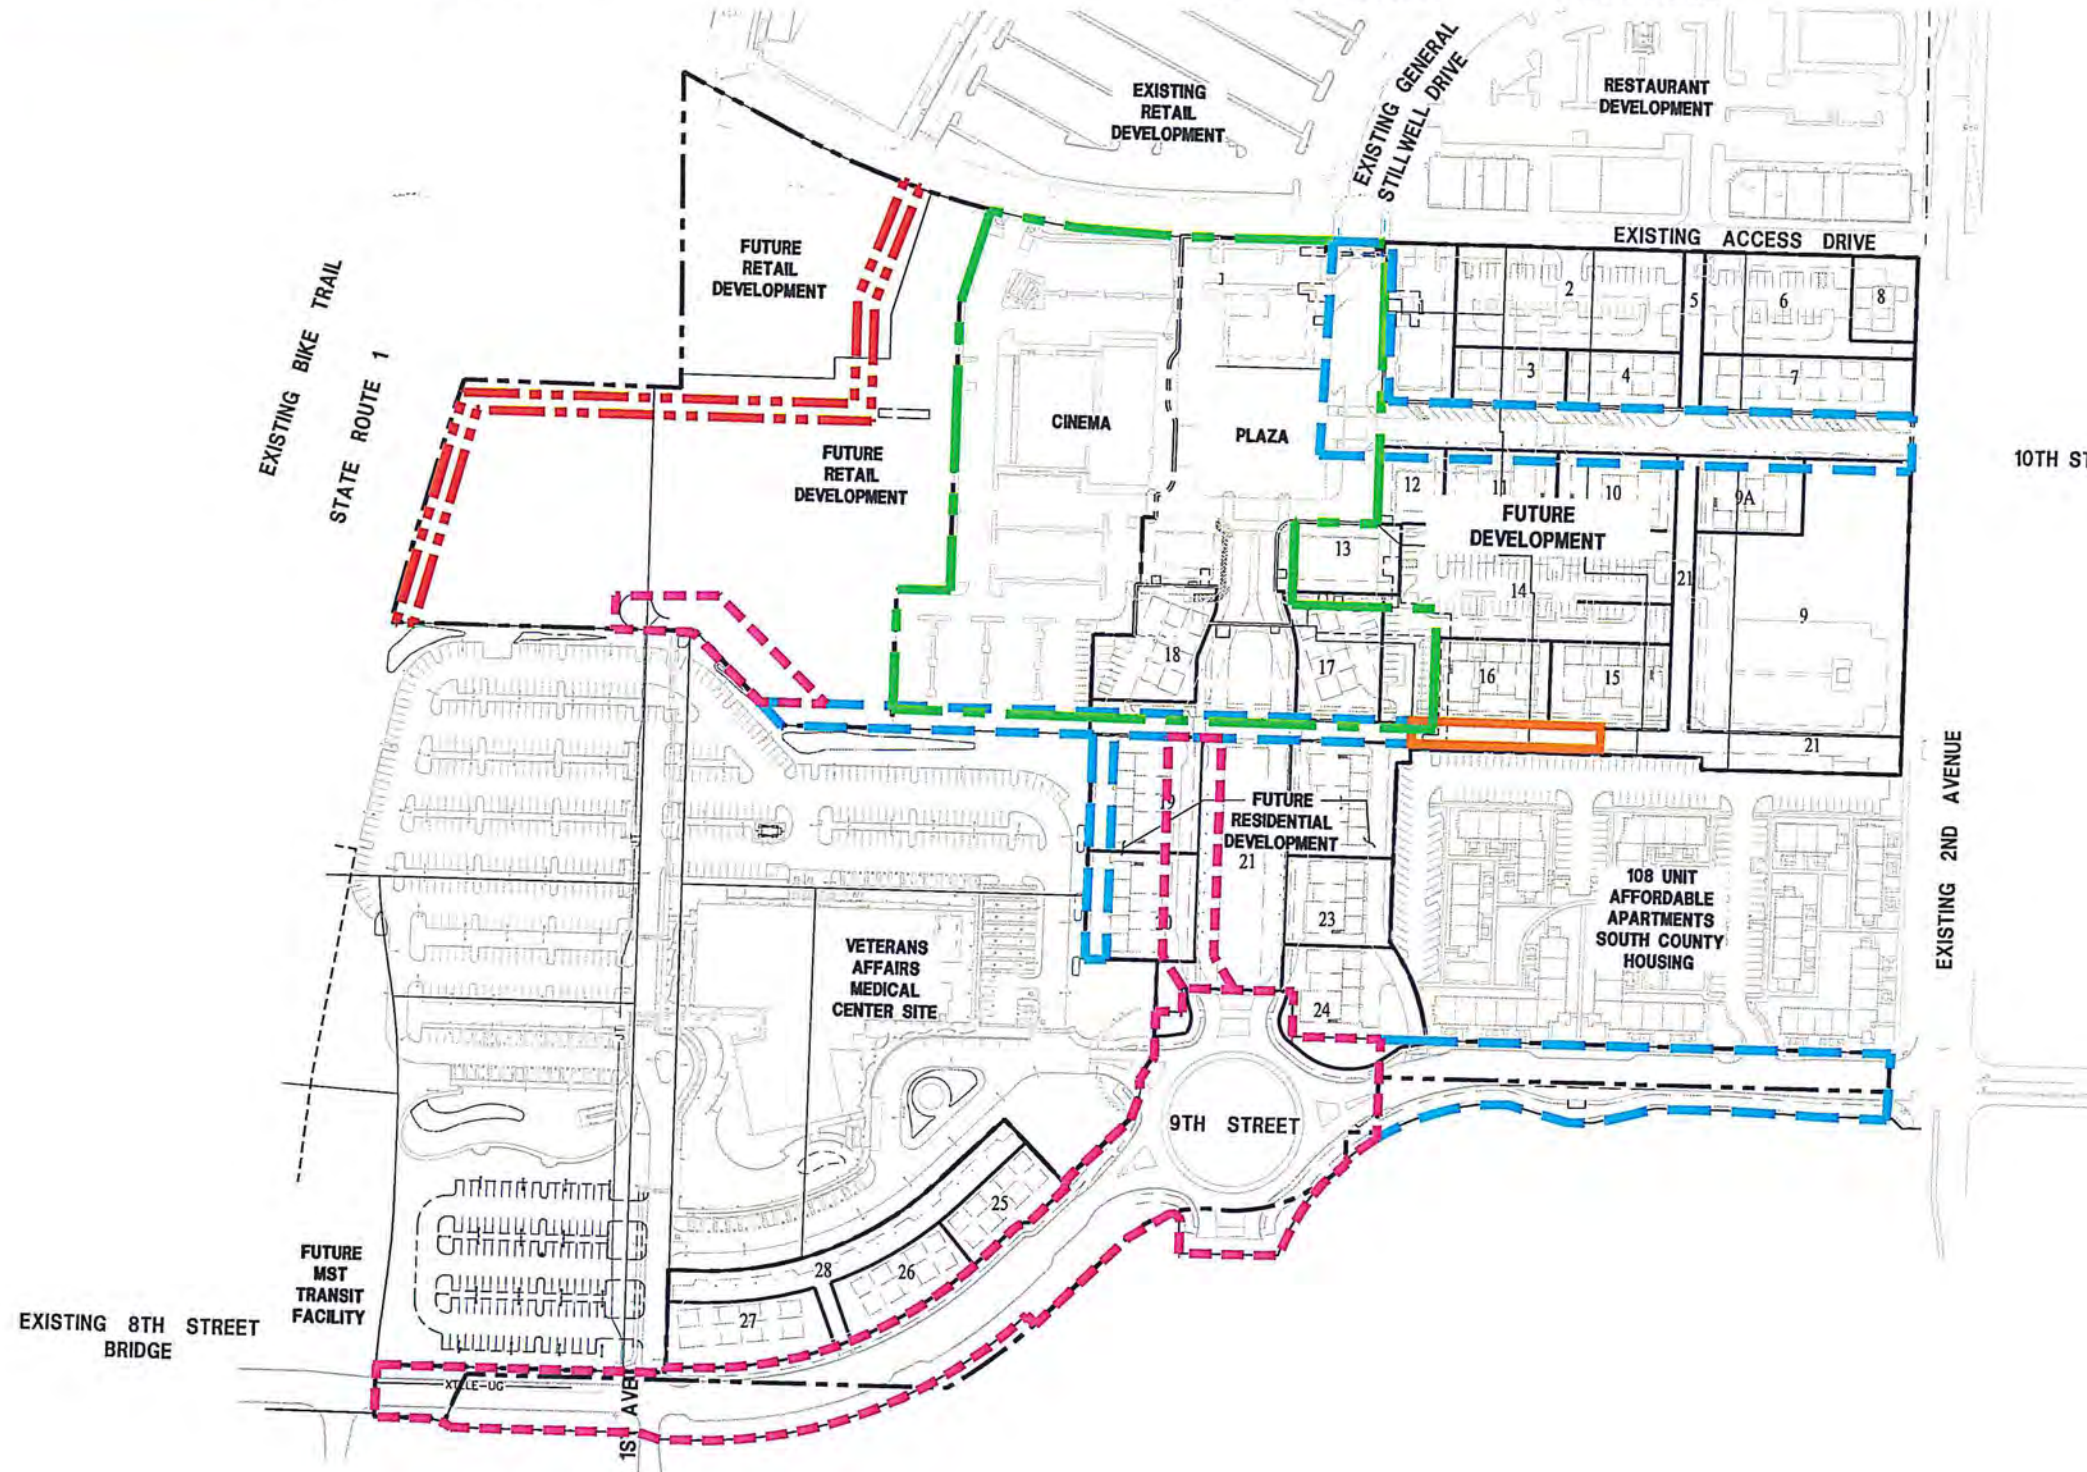 EXISTING
RETAIL
DEVELOPMENT
EXISTING GENERAL
STILLWELL DRIVE
RESTAURANT
DEVELOPMENT
EXISTING ACCESS DRIVE
FUTURE
RETAIL
DEVELOPMENT
1
2
5
6
8
3
4
7
EXISTING BIKE TRAIL
STATE ROUTE 1
CINEMA
PLAZA
FUTURE
RETAIL
DEVELOPMENT
10TH ST
12
11
10
9A
FUTURE
DEVELOPMENT
13
14
21
9
18
17
16
15
21
19
FUTURE
RESIDENTIAL
DEVELOPMENT
21
EXISTING 2ND AVENUE
108 UNIT
AFFORDABLE
APARTMENTS
SOUTH COUNTY
HOUSING
23
VETERANS
AFFAIRS
MEDICAL
CENTER SITE
24
9TH STREET
25
26
28
27
FUTURE
MST
TRANSIT
FACILITY
EXISTING 8TH STREET
BRIDGE
1ST AVE